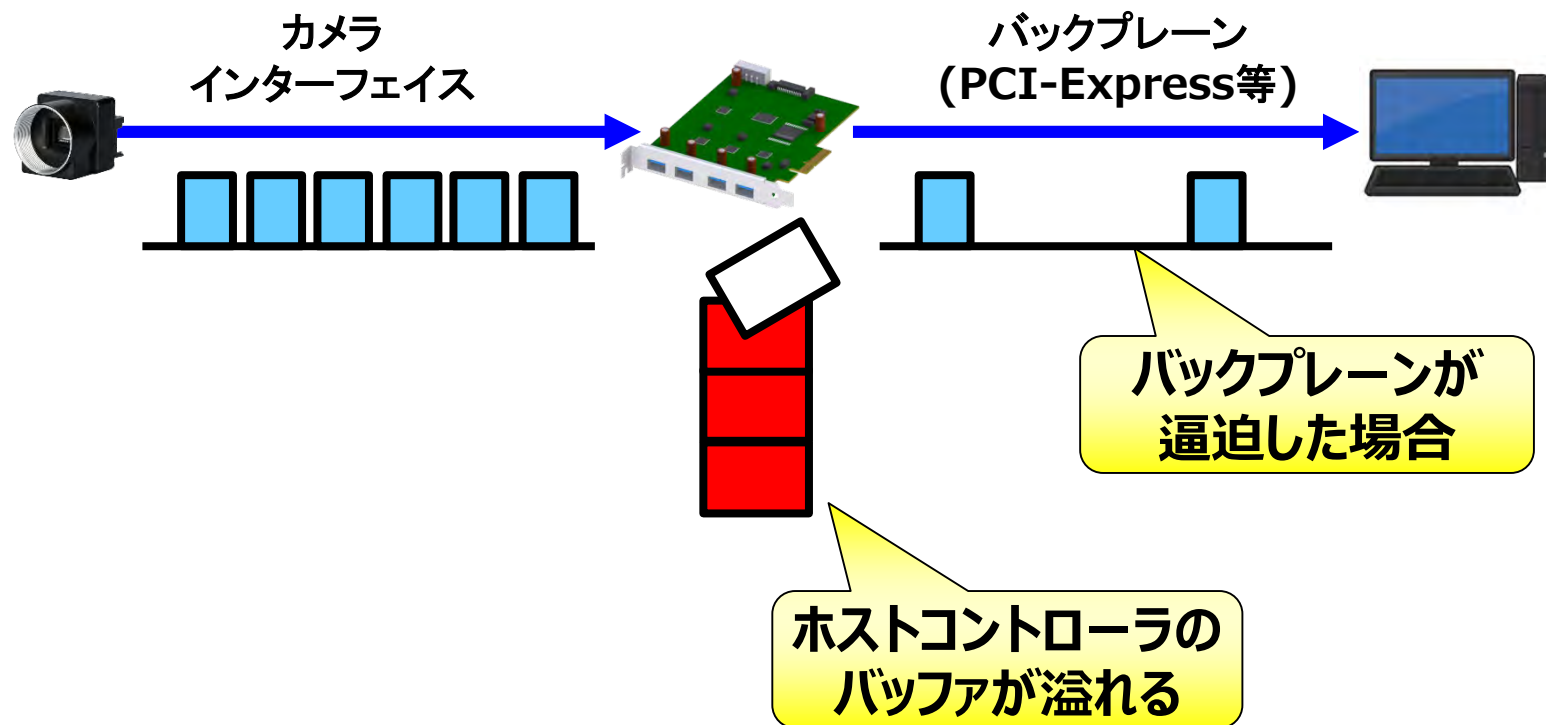 カメラ
インターフェイス
バックプレーン
(PCI-Express等)
バックプレーンが
逼迫した場合
ホストコントローラの
バッファが溢れる